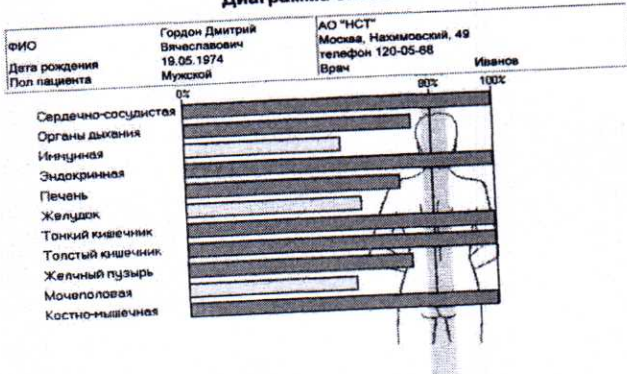 ФИО
Гордон Дмитрий
Вячеславович
Дата рождения
19.05.1974
Пол пациента
Мужской
АО "НСТ"
Москва, Нахимовский, 49
телефон 120-05-68
Врач
Иванов
0%
80%
100%
Сердечно-сосудистая
Органы дыхания
Иммунная
Эндокринная
Печень
Желудок
Тонкий кишечник
Толстый кишечник
Желчный пузырь
Мочеполовая
Костно-мышечная